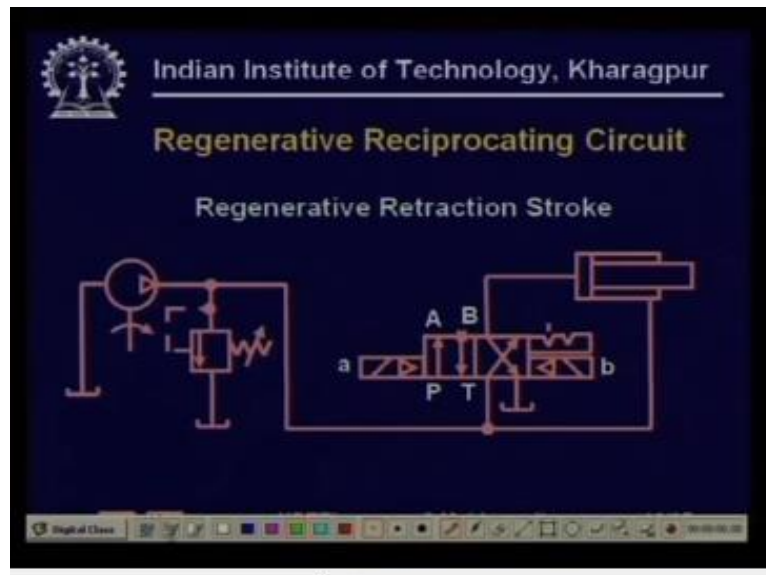 Indian Institute of Technology, Kharagpur
Regenerative Reciprocating Circuit
Regenerative Retraction Stroke
A B
a b
P T
Digital Class